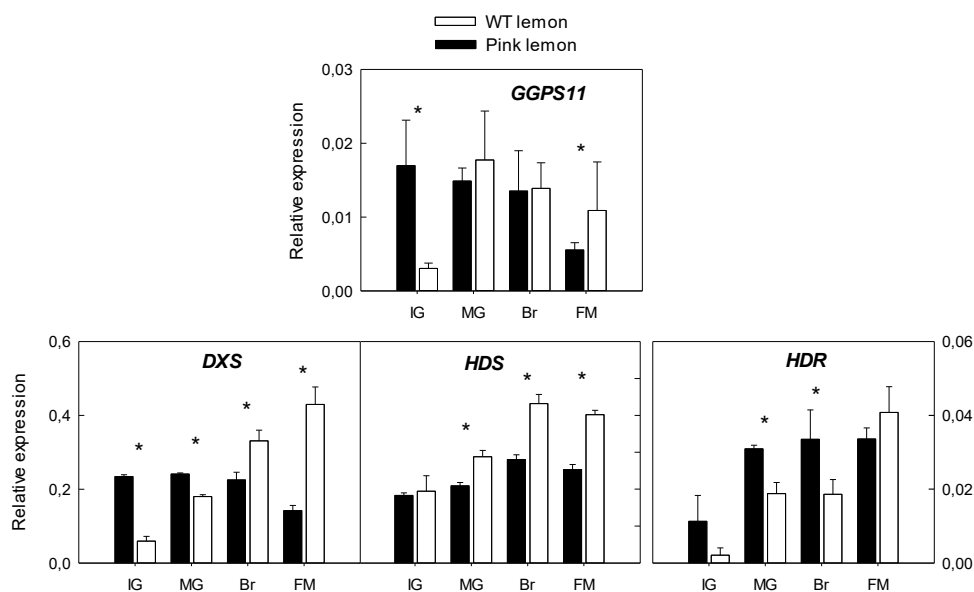 WT lemon
Pink lemon
0,03
0,02
0,01
0,00
Relative expression
GGPS11
*
*
IG MG Br FM
0,6
0,4
0,2
0,0
Relative expression
DXS
*
*
*
*
IG MG Br FM
HDS
*
*
*
IG MG Br FM
HDR
*
*
IG MG Br FM
0,06
0,04
0,02
0,00